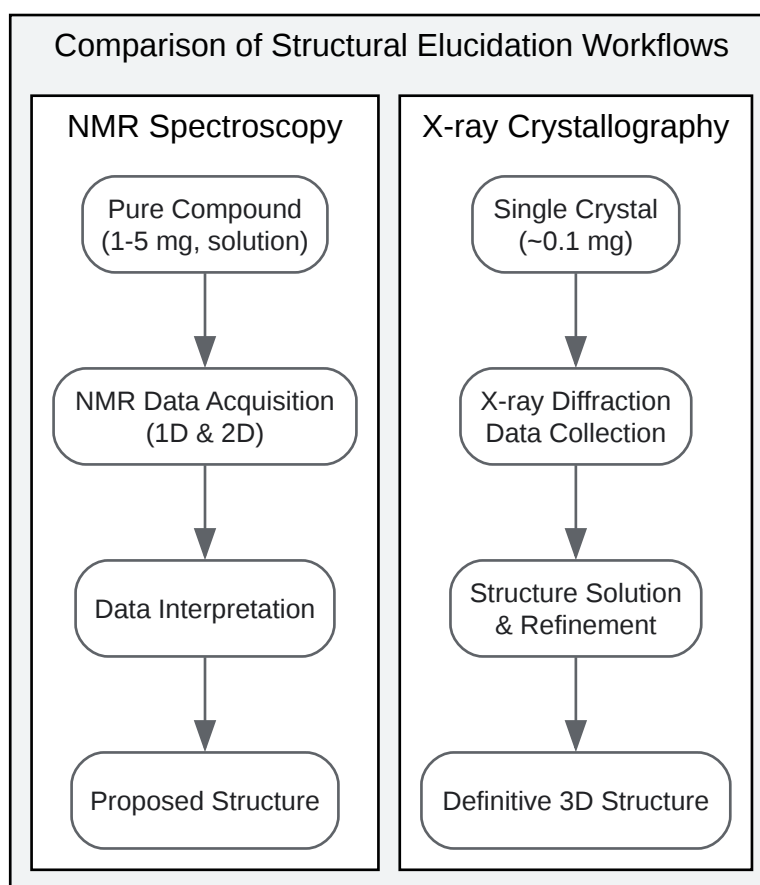 Comparison of Structural Elucidation Workflows
NMR Spectroscopy
Pure Compound
(1-5 mg, solution)
NMR Data Acquisition
(1D & 2D)
Data Interpretation
Proposed Structure
X-ray Crystallography
Single Crystal
(~0.1 mg)
X-ray Diffraction
Data Collection
Structure Solution
& Refinement
Definitive 3D Structure